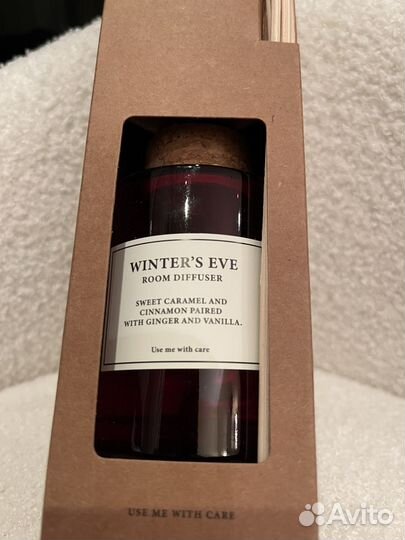 WINTER'S EVE
ROOM DIFFUSER
SWEET CARAMEL AND
CINNAMON PAIRED
WITH GINGER AND VANILLA.
Use me with care
USE ME WITH CARE
Avito